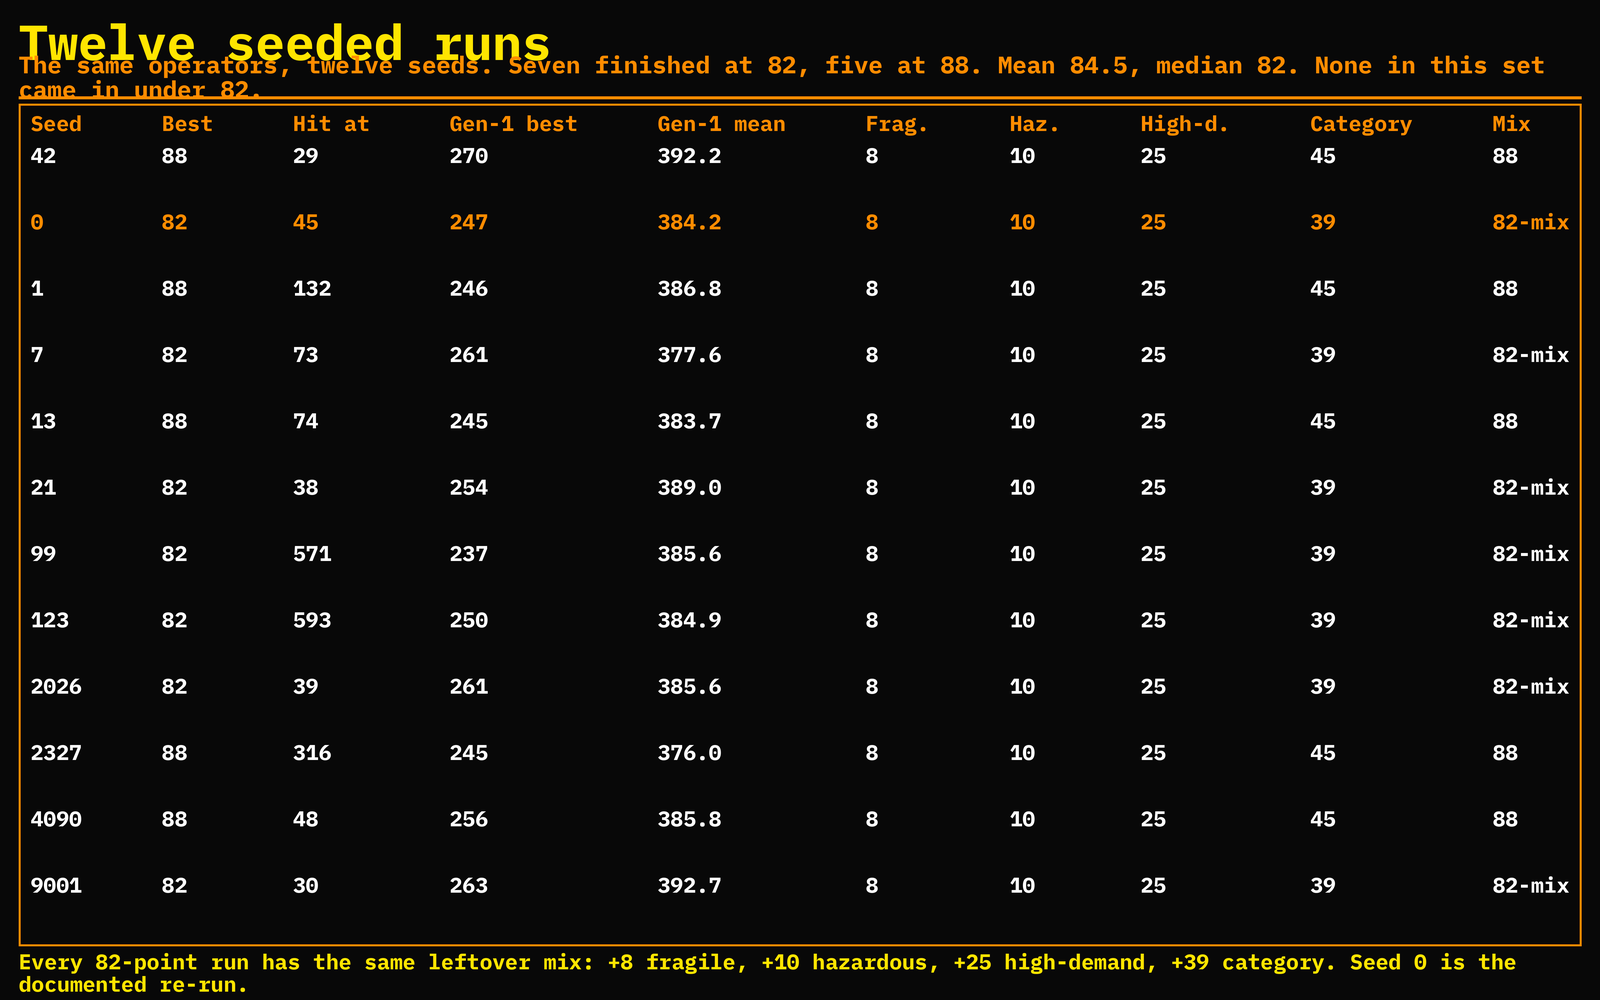 Twelve seeded runs
The same operators, twelve seeds. Seven finished at 82, five at 88. Mean 84.5, median 82. None in this set
came in under 82.
Seed Best Hit at Gen-1 best Gen-1 mean Frag. Haz. High-d. Category Mix
42 88 29 270 392.2 8 10 25 45 88
0 82 45 247 384.2 8 10 25 39 82-mix
1 88 132 246 386.8 8 10 25 45 88
7 82 73 261 377.6 8 10 25 39 82-mix
13 88 74 245 383.7 8 10 25 45 88
21 82 38 254 389.0 8 10 25 39 82-mix
99 82 571 237 385.6 8 10 25 39 82-mix
123 82 593 250 384.9 8 10 25 39 82-mix
2026 82 39 261 385.6 8 10 25 39 82-mix
2327 88 316 245 376.0 8 10 25 45 88
4090 88 48 256 385.8 8 10 25 45 88
9001 82 30 263 392.7 8 10 25 39 82-mix
Every 82-point run has the same leftover mix: +8 fragile, +10 hazardous, +25 high-demand, +39 category. Seed 0 is the
documented re-run.